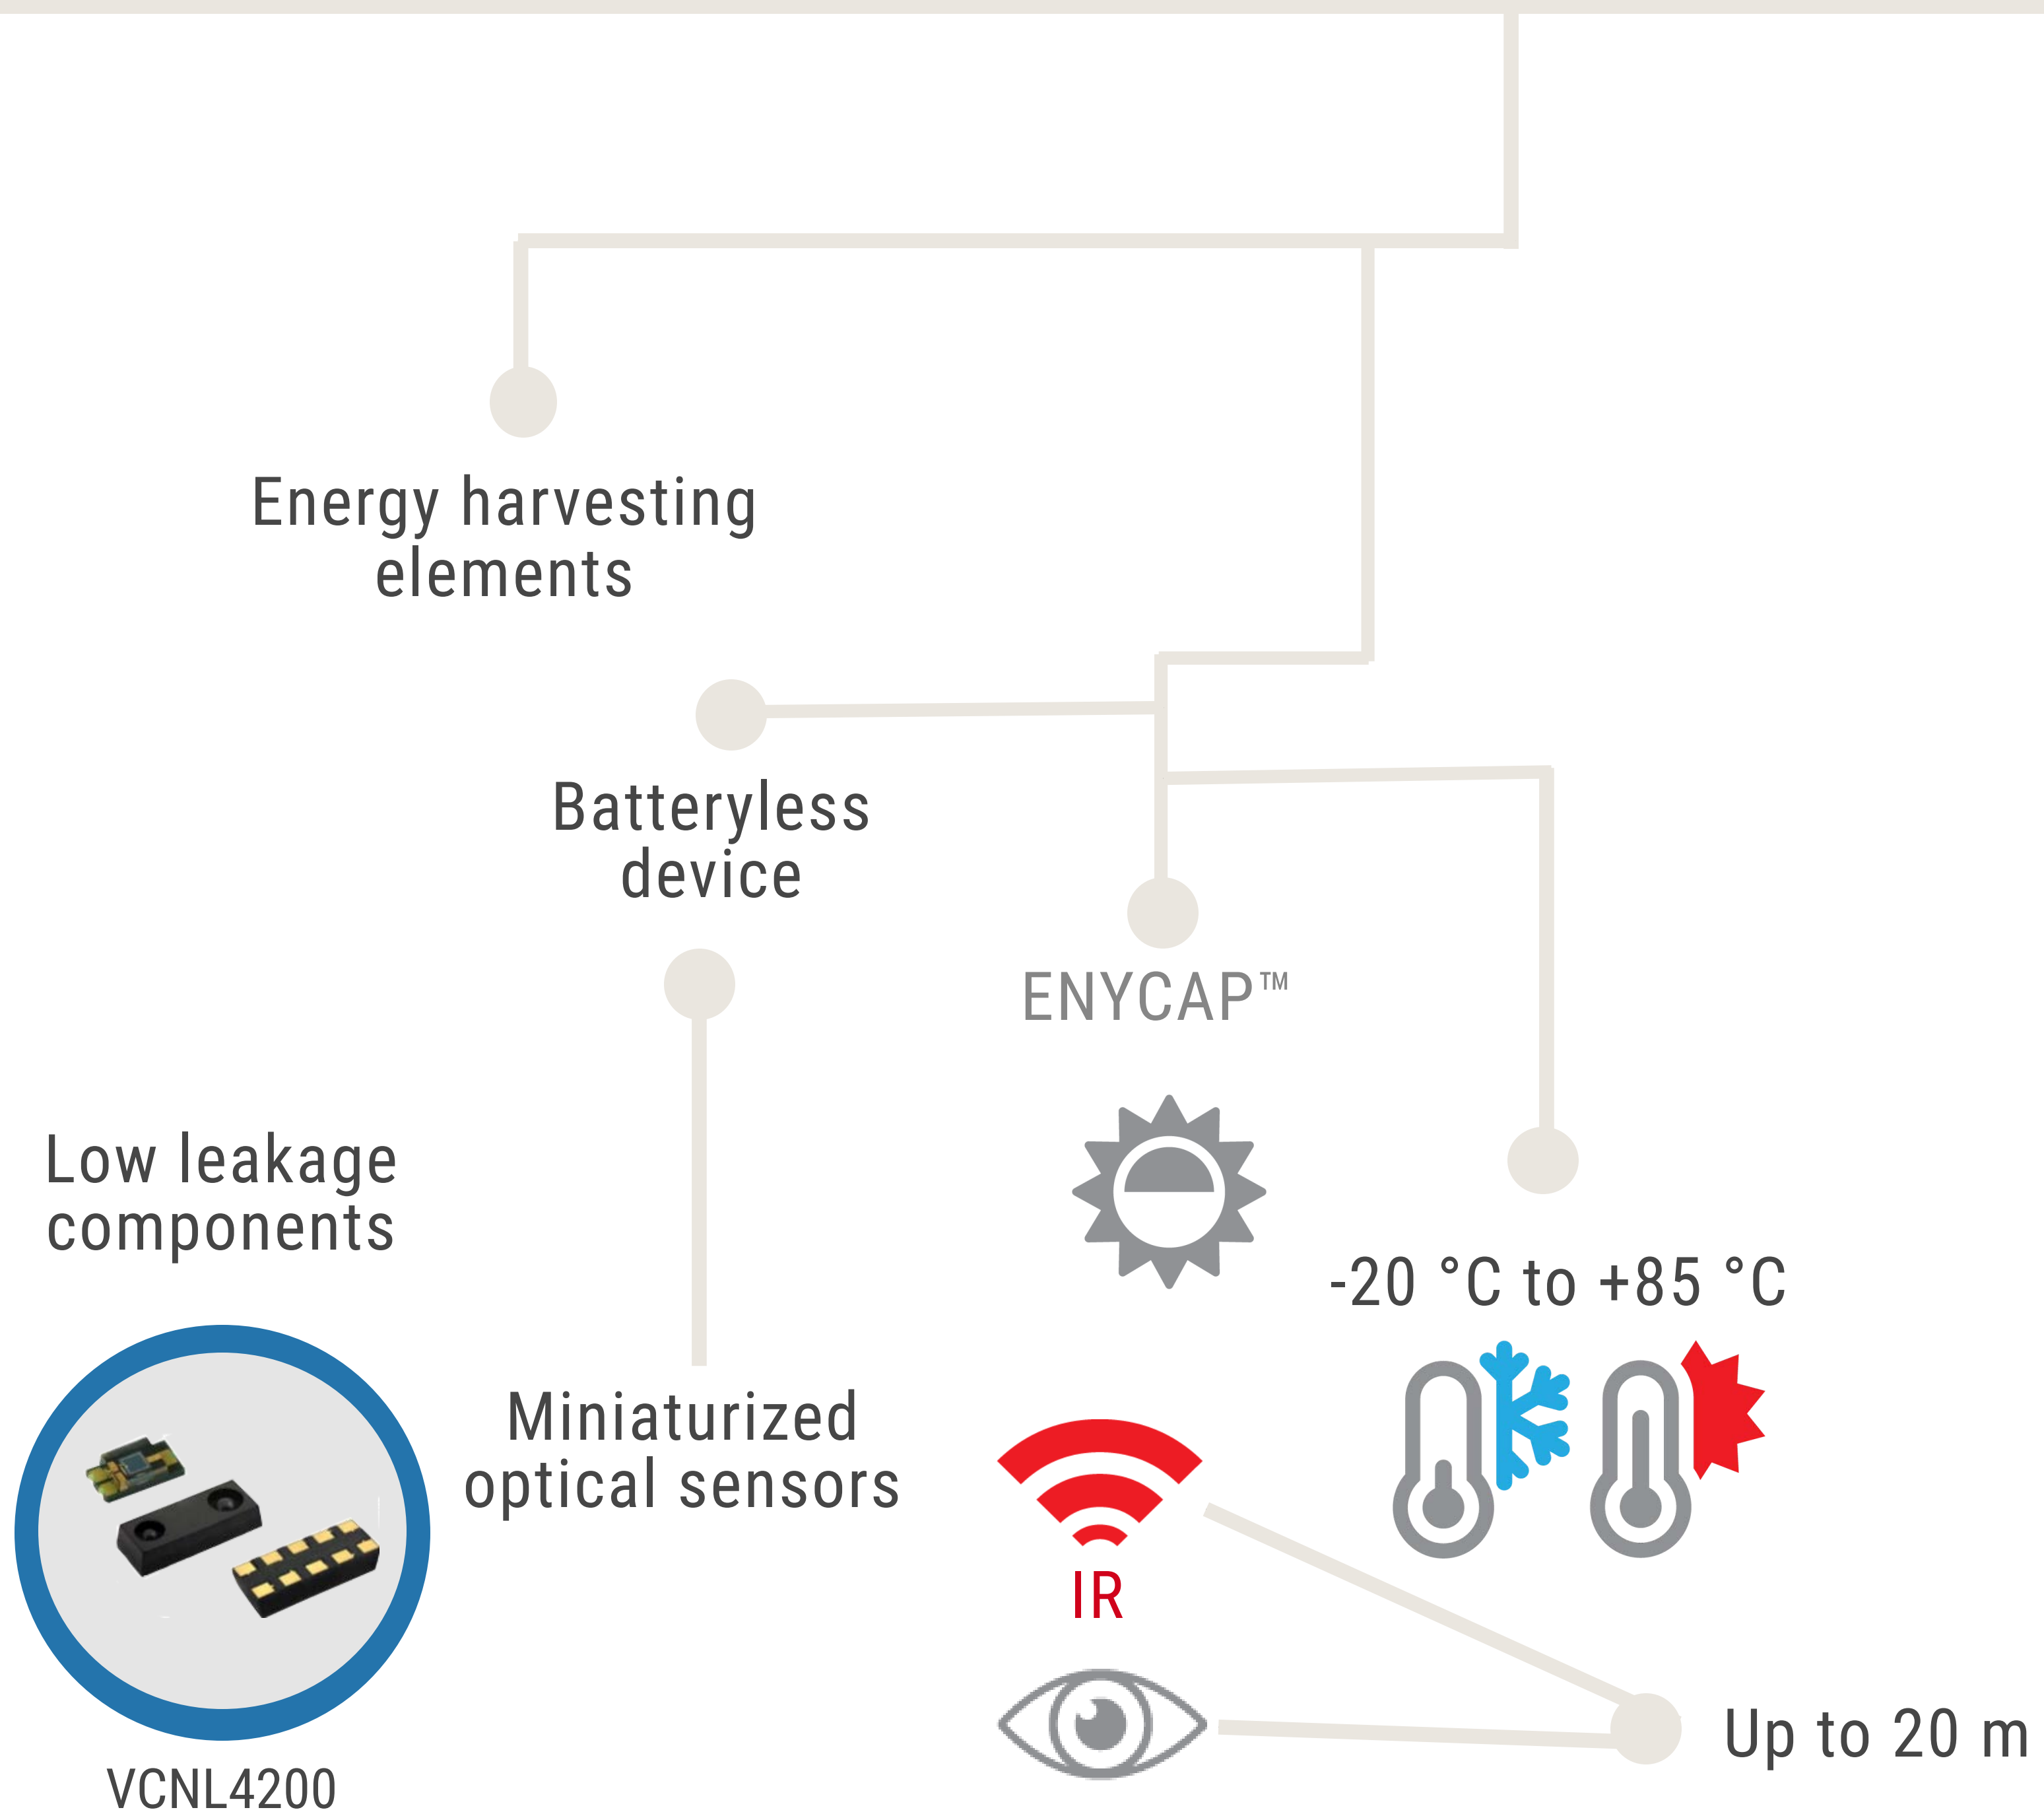 Energy harvesting
elements
Batteryless
device
ENYCAP™
Low leakage
components
-20 °C to +85 °C
Miniaturized
optical sensors
IR
Up to 20 m
VCNL4200